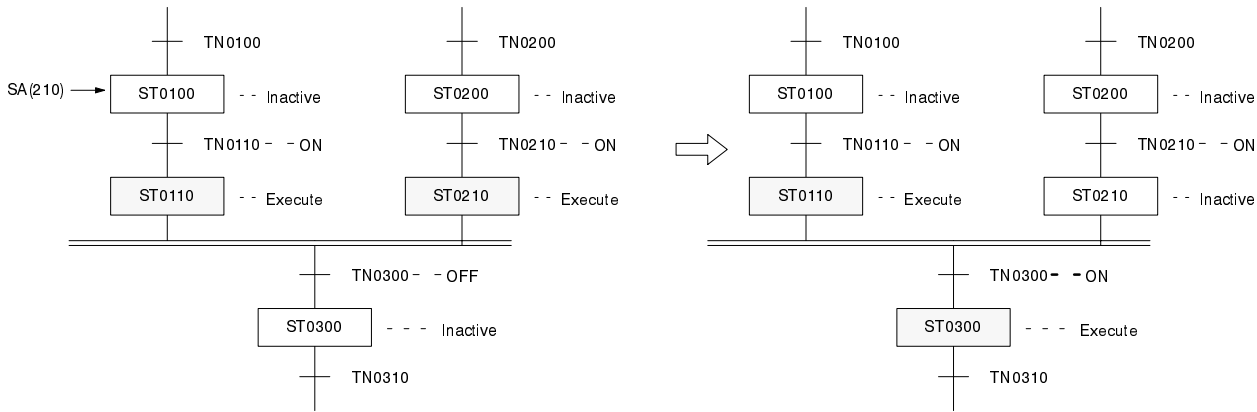 TN0100 TN0200 TN0100 TN0200
SA(210) ST0100 -- Inactive ST0200 -- Inactive ST0100 -- Inactive ST0200 -- Inactive
TN0110 -- ON TN0210 -- ON TN0110 -- ON TN0210 -- ON
ST0110 -- Execute ST0210 -- Execute ST0110 -- Execute ST0210 -- Inactive
TN0300 -- OFF TN0300 -- ON
ST0300 --- Inactive ST0300 --- Execute
TN0310 TN0310